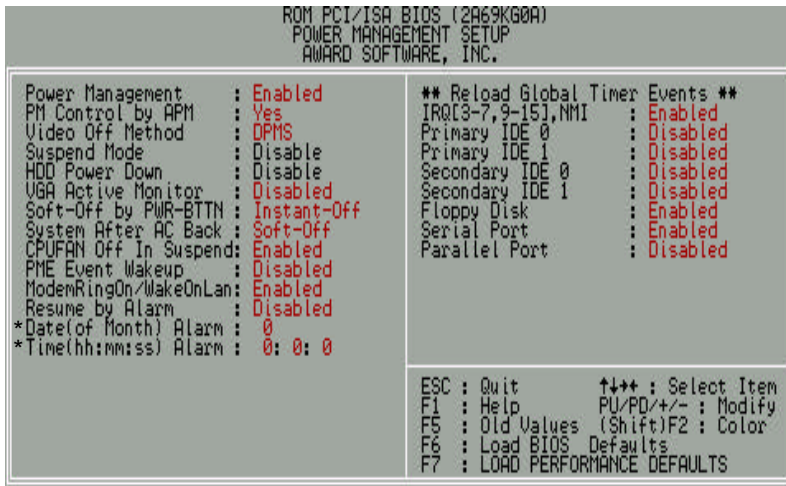 ROM PCI/ISA BIOS (2A69KG0A)
POWER MANAGEMENT SETUP
AWARD SOFTWARE, INC.
Power Management : Enabled
PM Control by APM : Yes
Video Off Method : DPMS
Suspend Mode : Disable
HDD Power Down : Disable
VGA Active Monitor : Disabled
Soft-Off by PWR-BTTN : Instant-Off
System After AC Back : Soft-Off
CPUFAN Off In Suspend: Enabled
PME Event Wakeup : Disabled
ModemRingOn/WakeOnLan: Enabled
Resume by Alarm : Disabled
*Date(of Month) Alarm : 0
*Time(hh:mm:ss) Alarm : 0: 0: 0
** Reload Global Timer Events **
IRQ[3-7,9-15],NMI : Enabled
Primary IDE 0 : Disabled
Primary IDE 1 : Disabled
Secondary IDE 0 : Disabled
Secondary IDE 1 : Disabled
Floppy Disk : Enabled
Serial Port : Enabled
Parallel Port : Disabled
ESC : Quit ↑↓→← : Select Item
F1 : Help PU/PD/+/- : Modify
F5 : Old Values (Shift)F2 : Color
F6 : Load BIOS Defaults
F7 : LOAD PERFORMANCE DEFAULTS